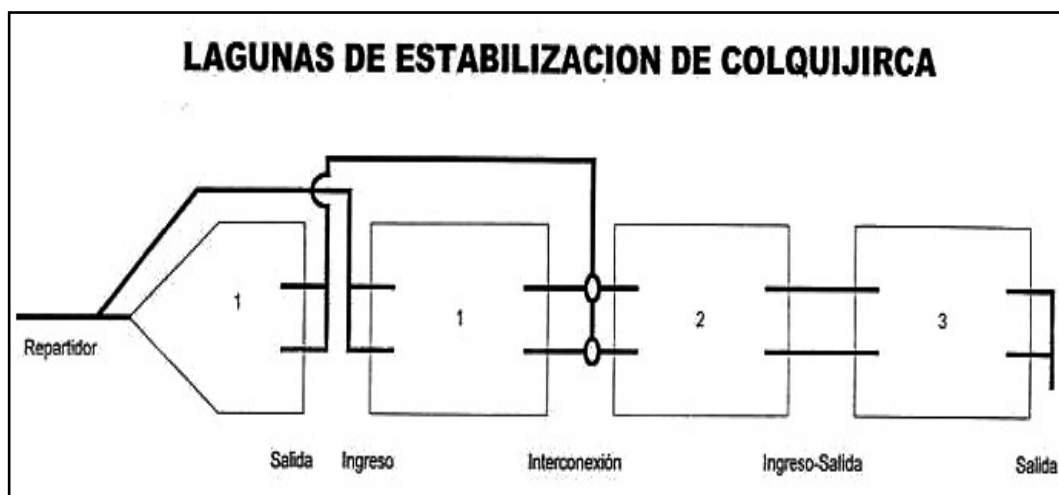 LAGUNAS DE ESTABILIZACION DE COLQUIJIRCA
1
1
2
3
Repartidor
Salida
Ingreso
Interconexión
Ingreso-Salida
Salida